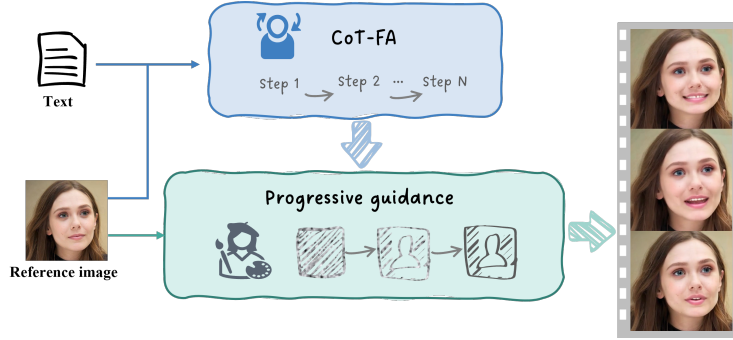 CoT-FA
Step 1
Step 2
...
Step N
Text
Progressive guidance
Reference image